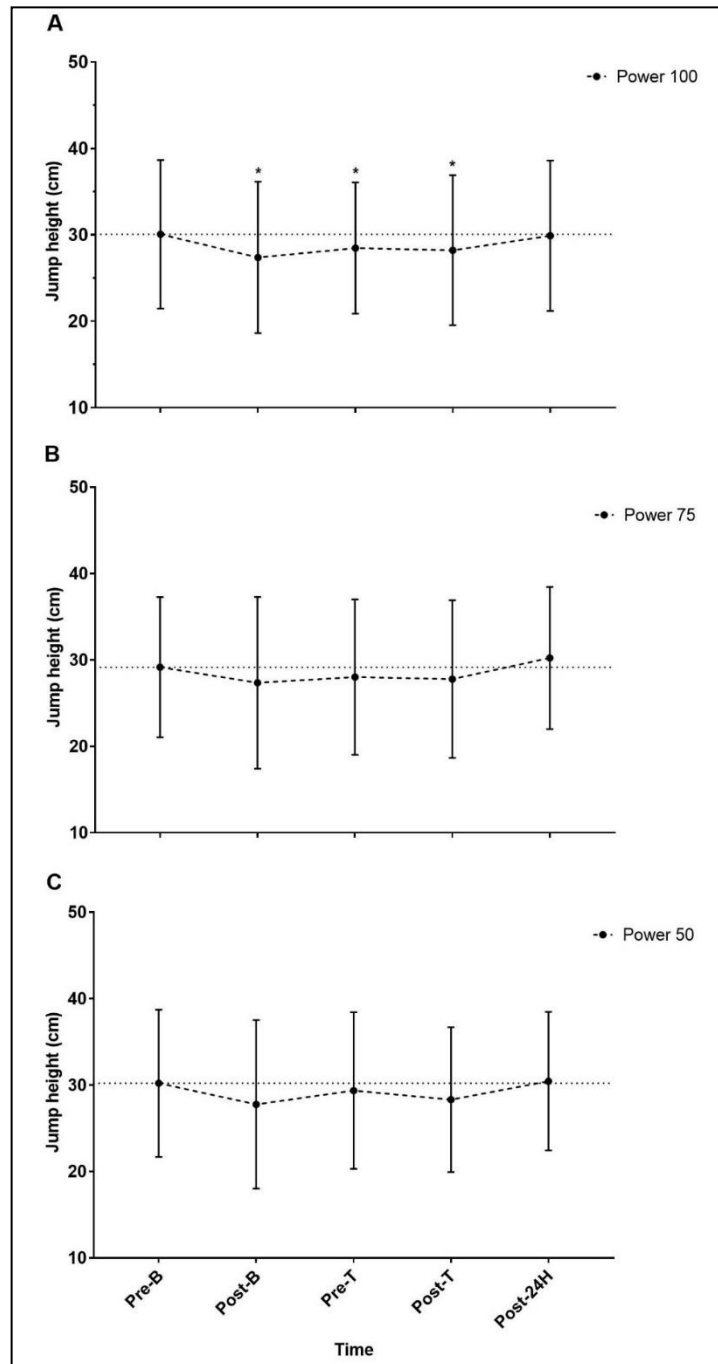 A
50
40
30
20
10
Jump height (cm)
Power 100
*
*
*
B
50
40
30
20
10
Jump height (cm)
Power 75
C
50
40
30
20
10
Jump height (cm)
Power 50
Pre-B
Post-B
Pre-T
Post-T
Post-24H
Time